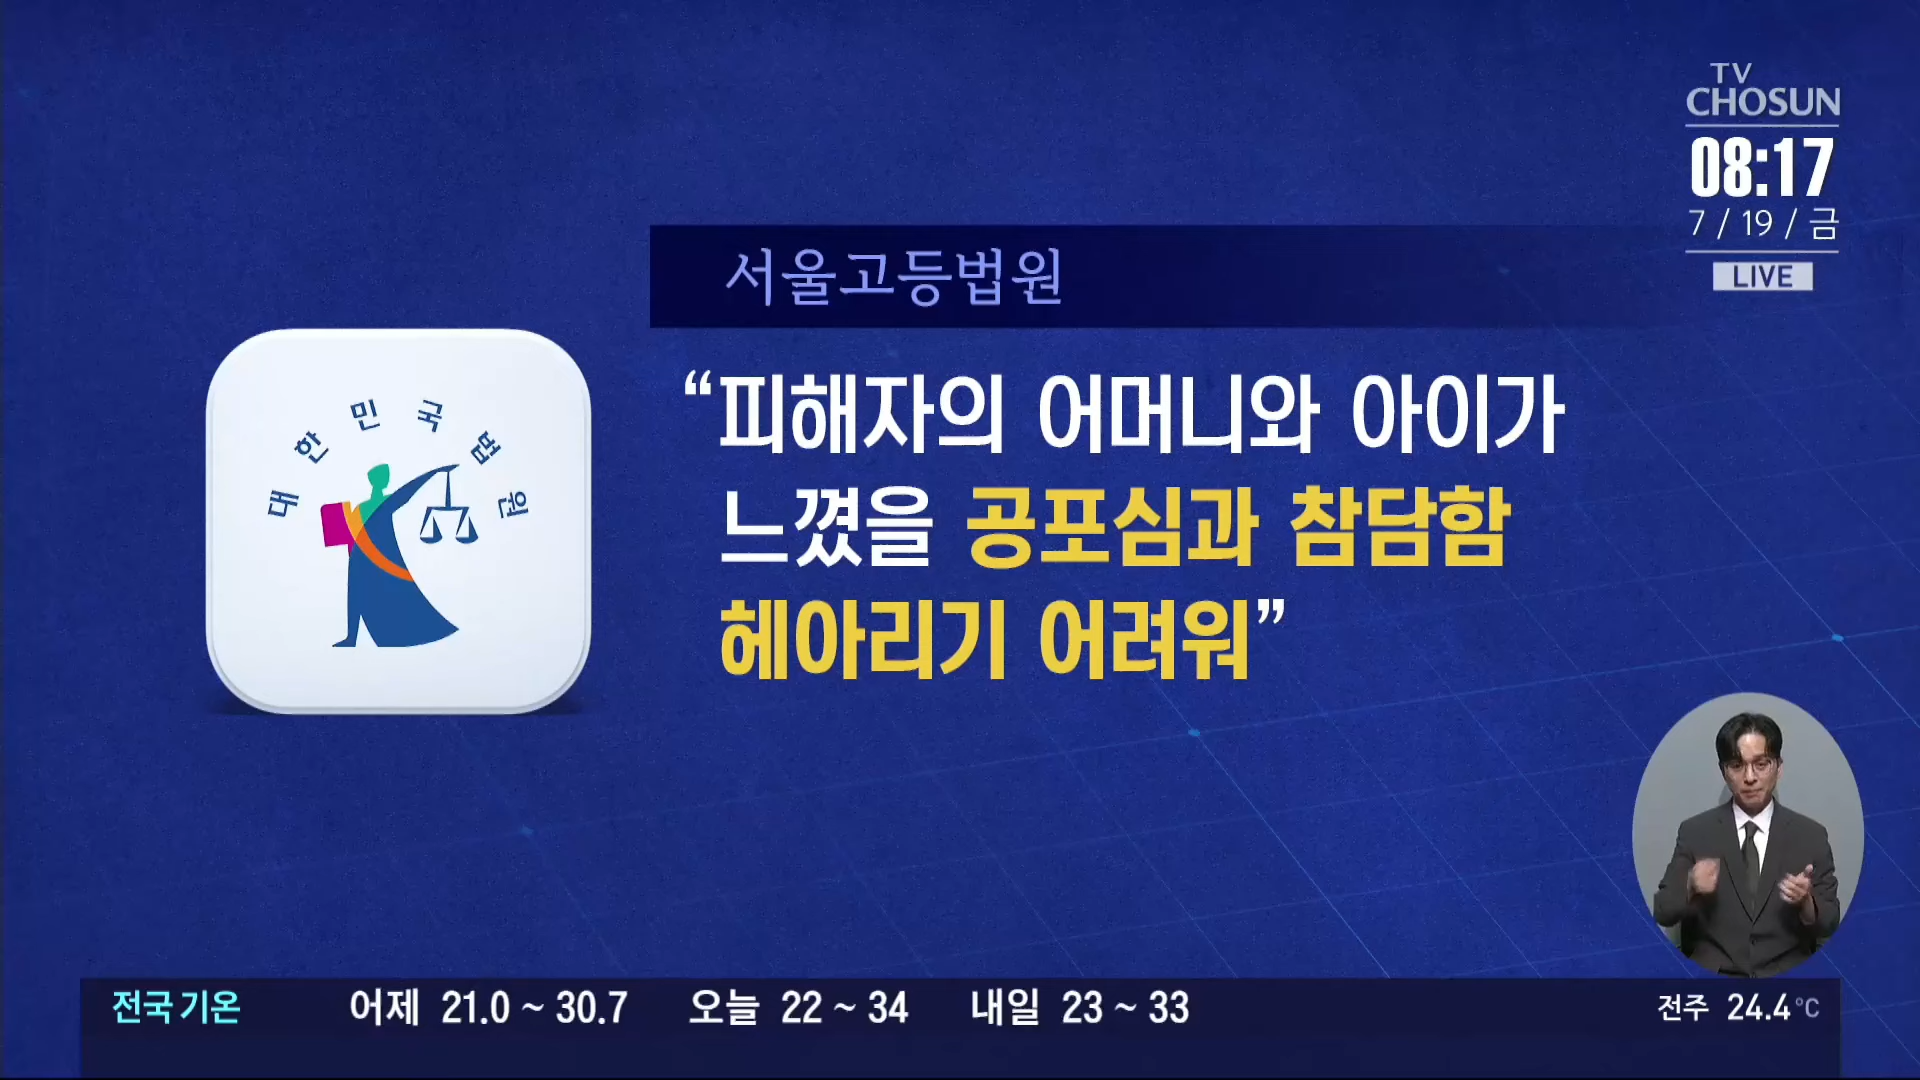 TV
CHOSUN
08:17
7 / 19 / 금
LIVE
서울고등법원
“피해자의 어머니와 아이가
느꼈을 공포심과 참담함
헤아리기 어려워”
대한민국법원
전국 기온 어제 21.0 ~ 30.7 오늘 22 ~ 34 내일 23 ~ 33 전주 24.4℃